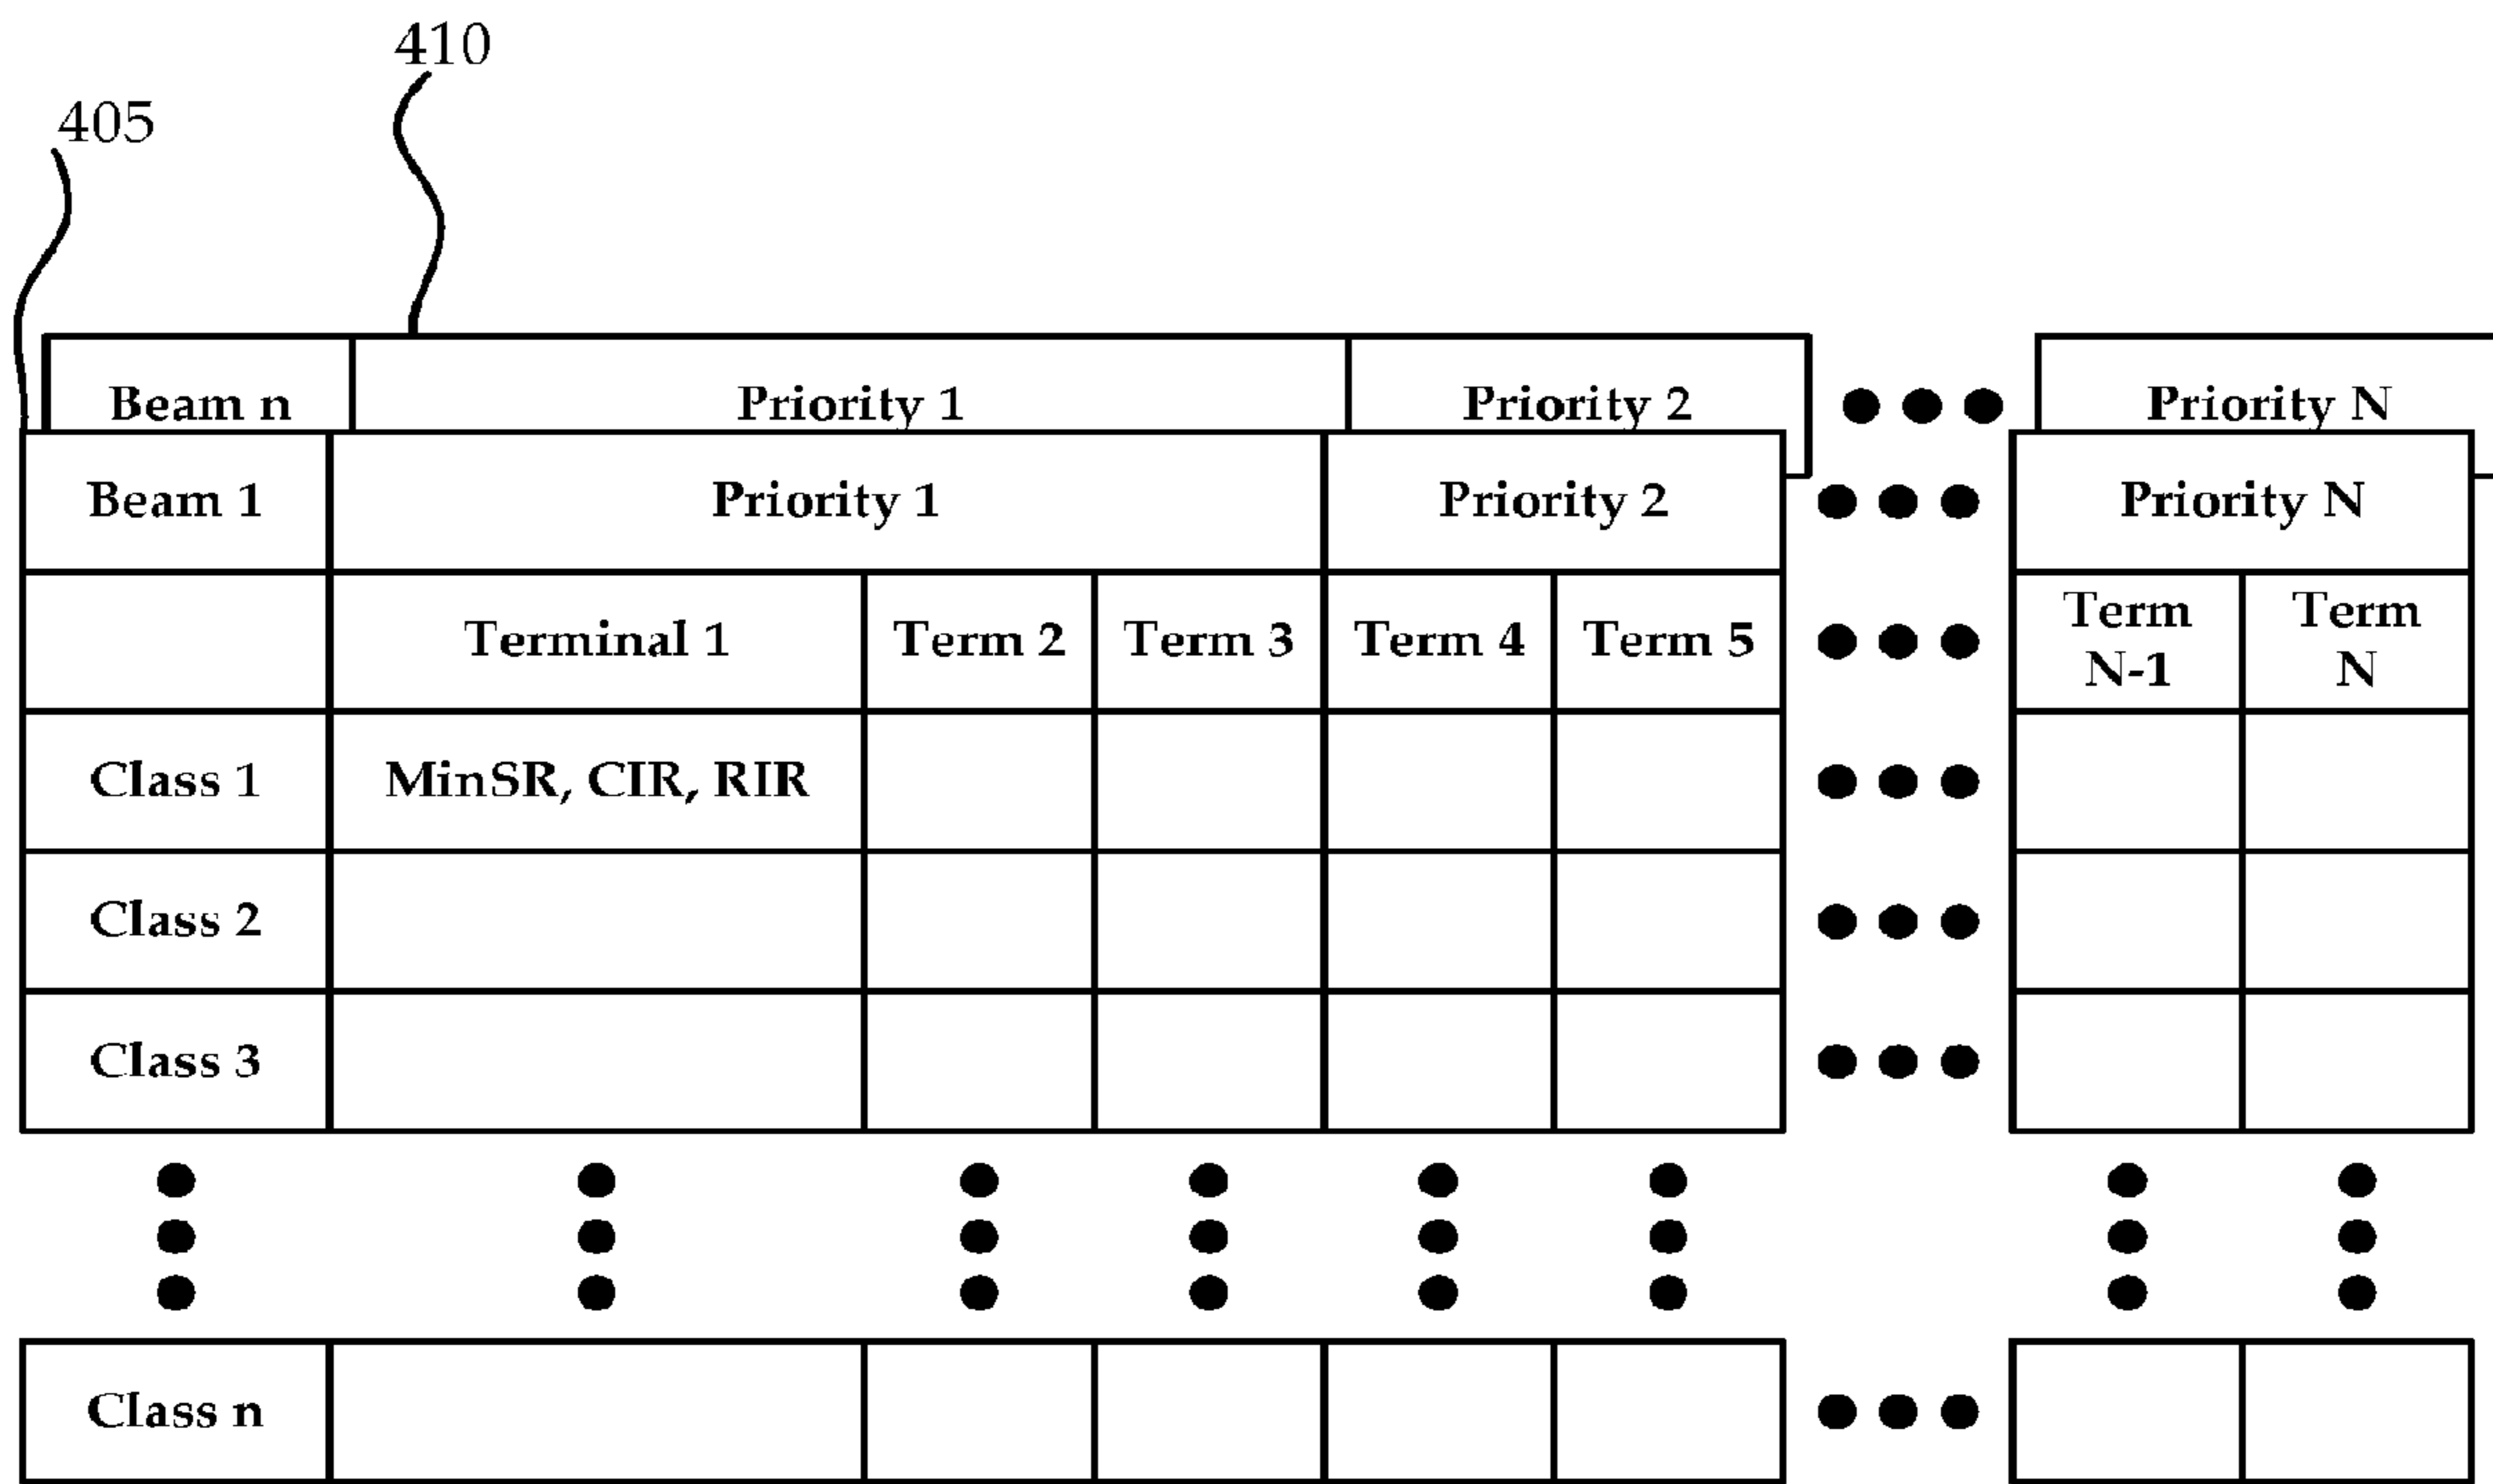 410
405
Beam n Priority 1 Priority 2 Priority N
Beam 1 Priority 1 Priority 2 Priority N
Terminal 1 Term 2 Term 3 Term 4 Term 5 Term N-1 Term N
Class 1 MinSR, CIR, RIR
Class 2
Class 3
Class n